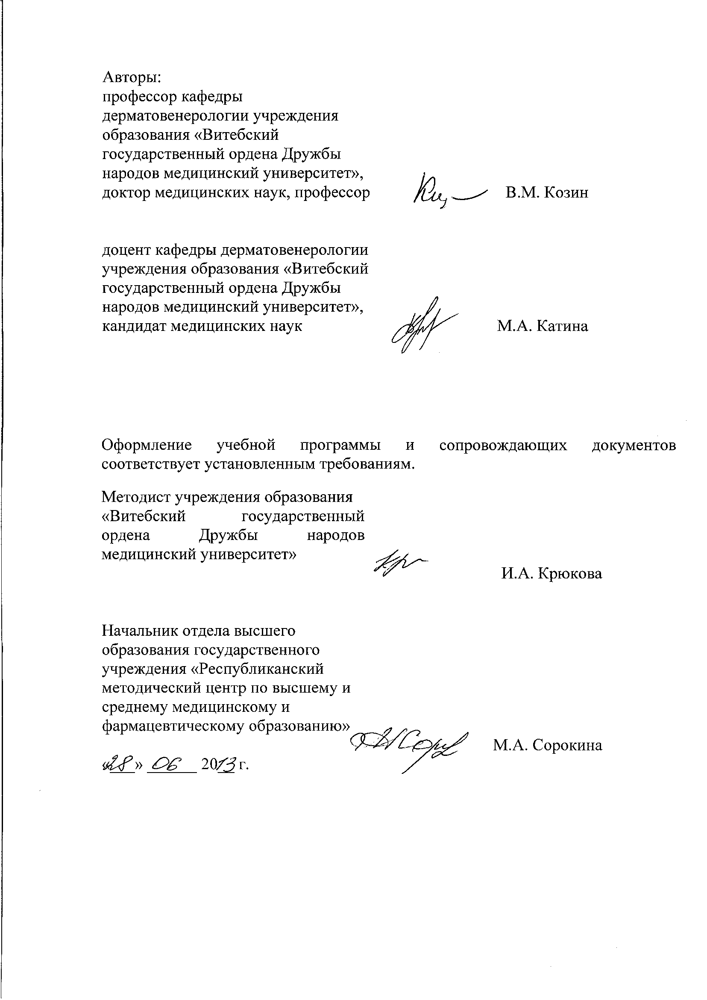 Авторы:
профессор кафедры
дерматовенерологии учреждения
образования «Витебский
государственный ордена Дружбы
народов медицинский университет»,
доктор медицинских наук, профессор В.М. Козин
доцент кафедры дерматовенерологии
учреждения образования «Витебский
государственный ордена Дружбы
народов медицинский университет»,
кандидат медицинских наук М.А. Катина
Оформление учебной программы и сопровождающих документов
соответствует установленным требованиям.
Методист учреждения образования
«Витебский государственный
ордена Дружбы народов
медицинский университет»
И.А. Крюкова
Начальник отдела высшего
образования государственного
учреждения «Республиканский
методический центр по высшему и
среднему медицинскому и
фармацевтическому образованию»
М.А. Сорокина
«28» 06 2013 г.